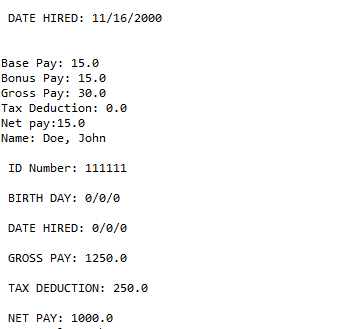 DATE HIRED: 11/16/2000
Base Pay: 15.0
Bonus Pay: 15.0
Gross Pay: 30.0
Tax Deduction: 0.0
Net pay:15.0
Name: Doe, John
ID Number: 111111
BIRTH DAY: 0/0/0
DATE HIRED: 0/0/0
GROSS PAY: 1250.0
TAX DEDUCTION: 250.0
NET PAY: 1000.0